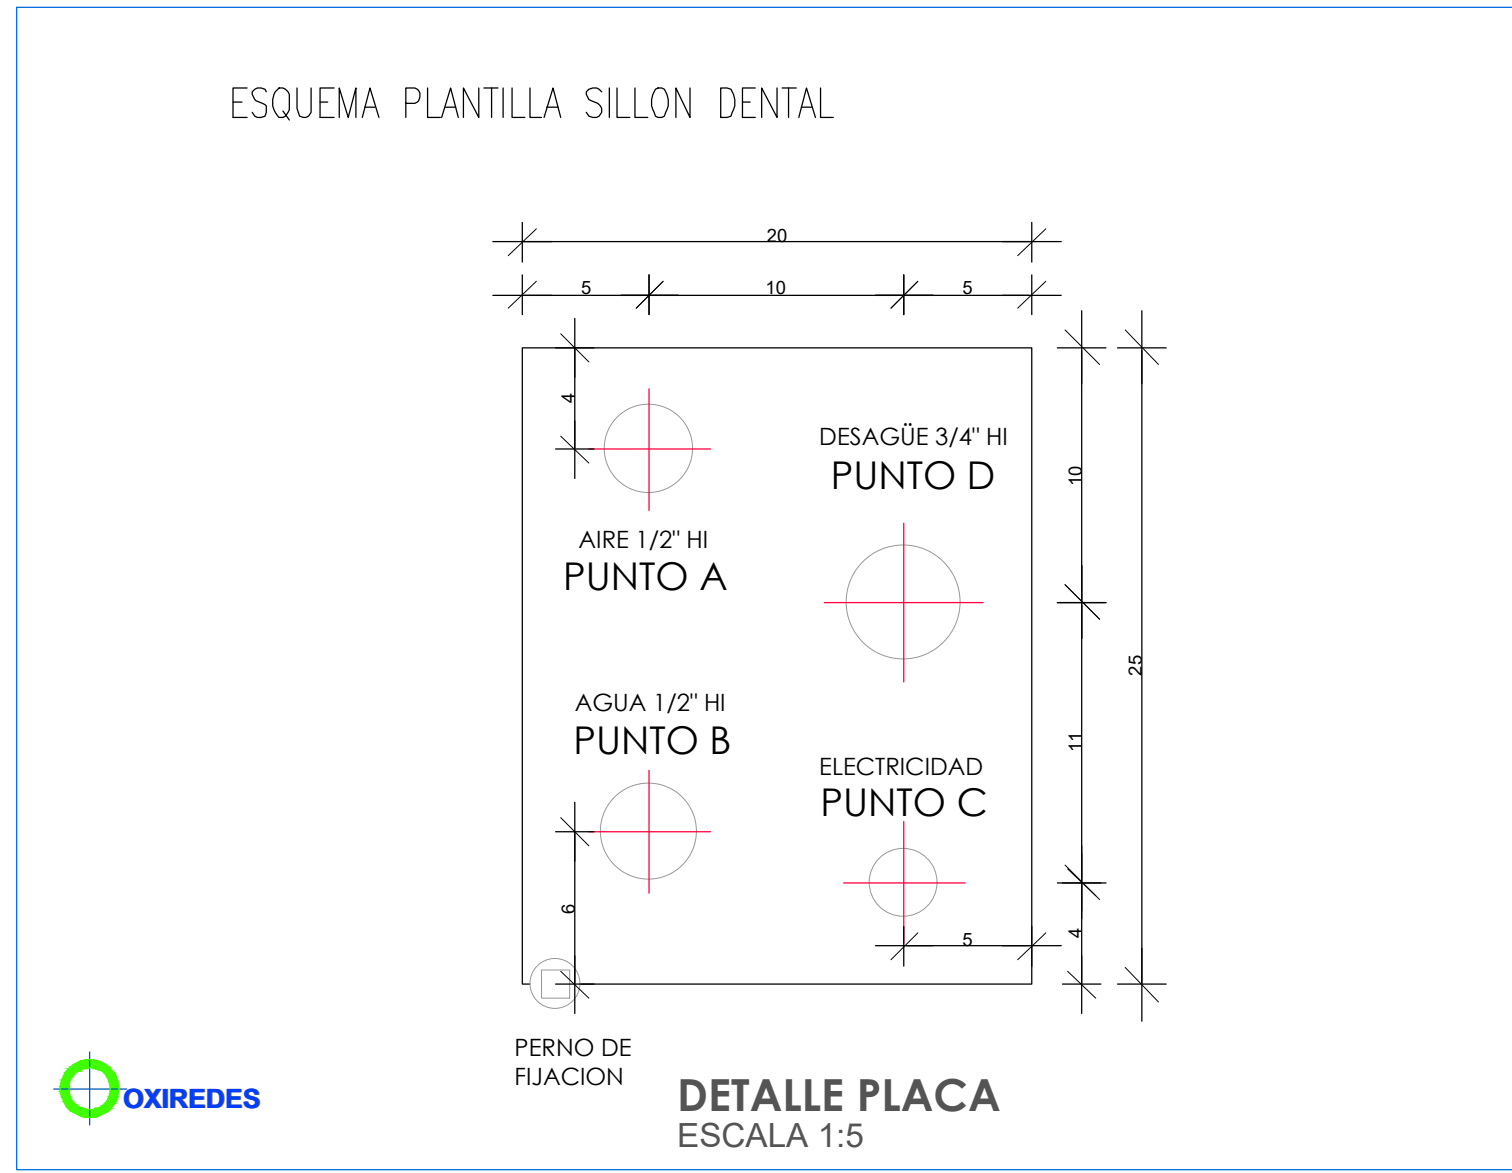 ESQUEMA PLANTILLA SILLON DENTAL
20
5 10 5
4
DESAGÜE 3/4" HI
PUNTO D
10
AIRE 1/2" HI
PUNTO A
25
AGUA 1/2" HI
PUNTO B
11
ELECTRICIDAD
PUNTO C
6
5
4
PERNO DE
FIJACION
OXIREDES
DETALLE PLACA
ESCALA 1:5